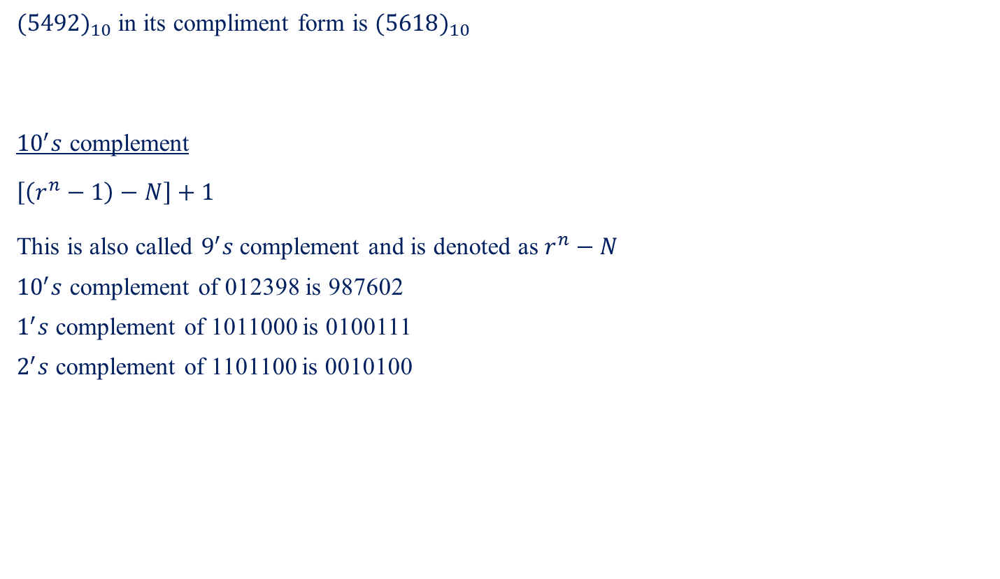 (5492)₁₀ in its compliment form is (5618)₁₀
10′s complement
[(rⁿ − 1) − N] + 1
This is also called 9′s complement and is denoted as rⁿ − N
10′s complement of 012398 is 987602
1′s complement of 1011000 is 0100111
2′s complement of 1101100 is 0010100